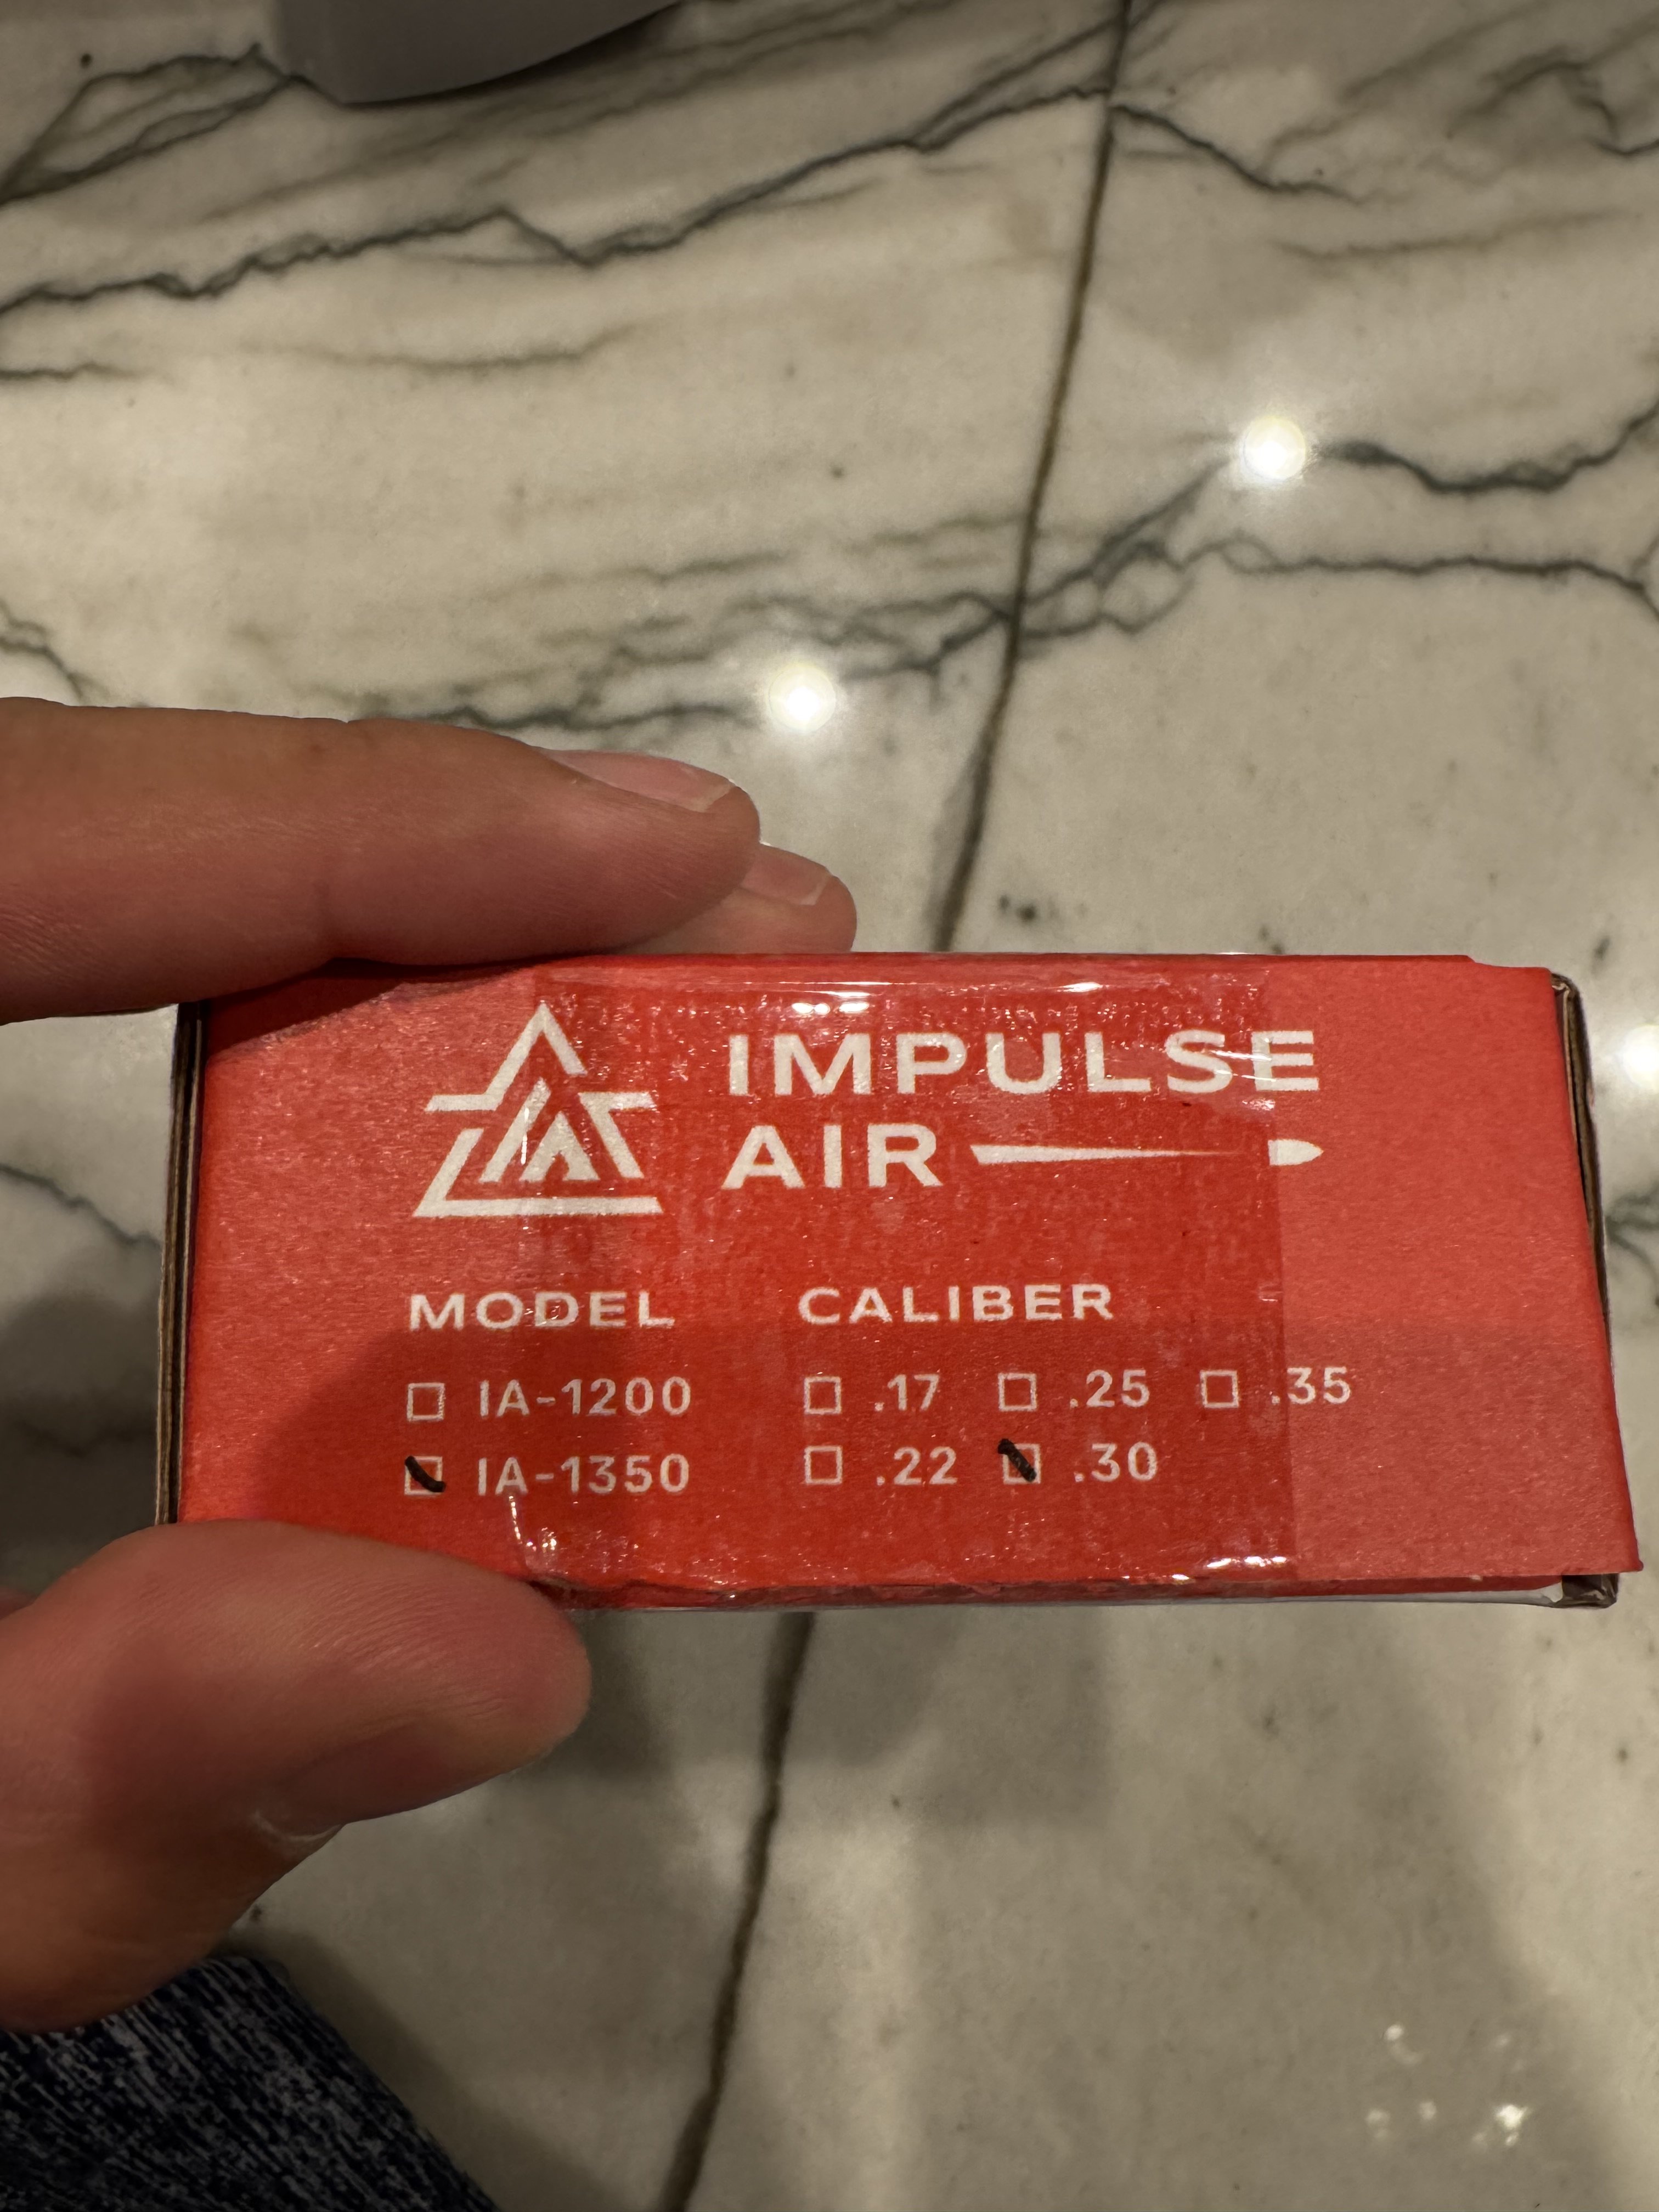 IMPULSE
AIR
MODEL CALIBER
IA-1200 .17 .25 .35
IA-1350 .22 .30